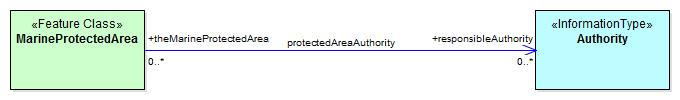 «Feature Class»
MarineProtectedArea
+theMarineProtectedArea
0..*
protectedAreaAuthority
+responsibleAuthority
0..*
«InformationType»
Authority